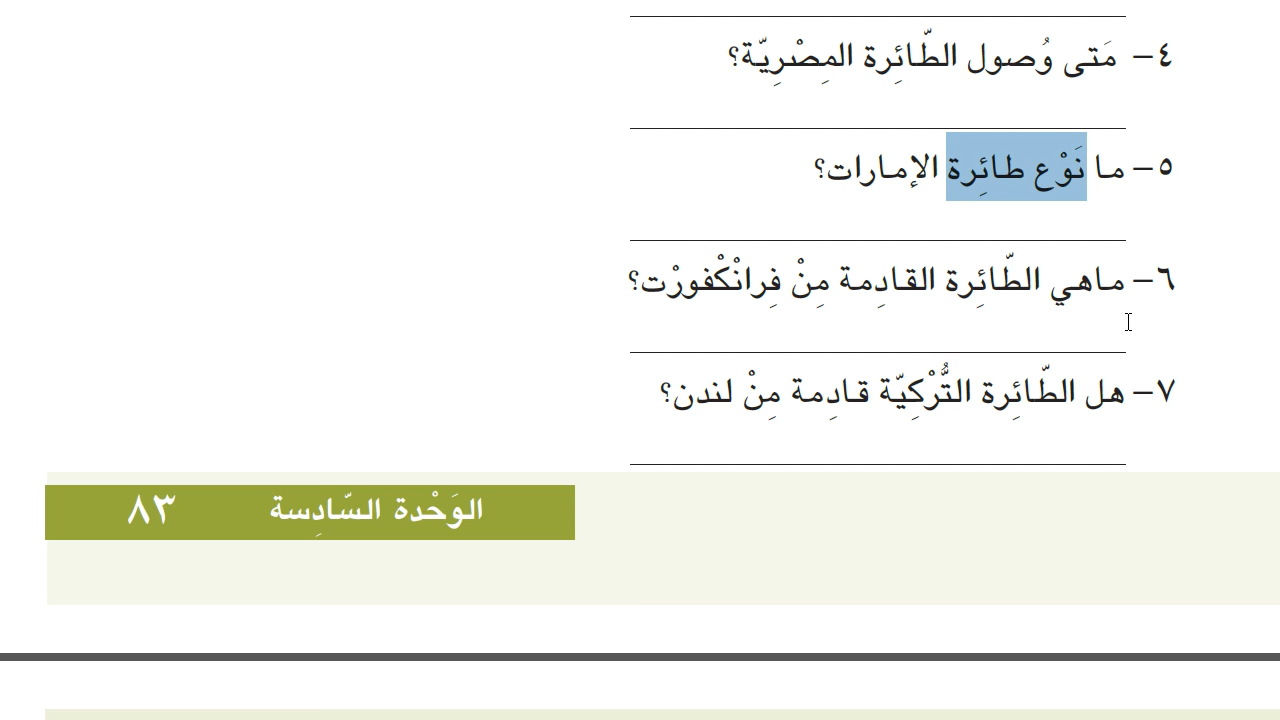 ٤– مَتى وُصول الطّائِرة المِصْرِيّة؟
٥– ما نَوْع طائِرة الإمارات؟
٦– ماهي الطّائِرة القادِمة مِنْ فِرانْكْفورْت؟
٧– هل الطّائِرة التُّرْكِيّة قادِمة مِنْ لندن؟
الوَحْدة السّادِسة ٨٣